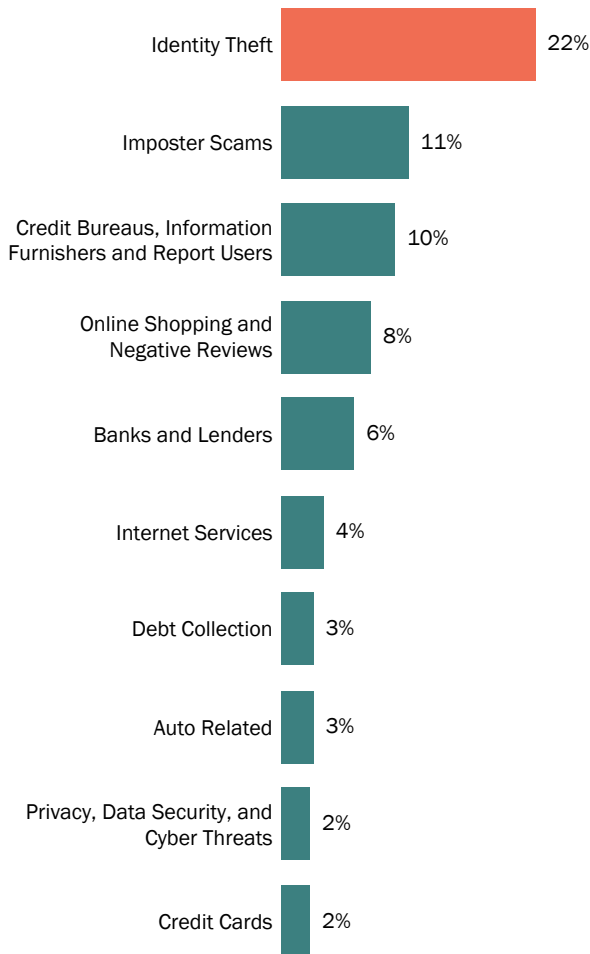 Identity Theft 22%
Imposter Scams 11%
Credit Bureaus, Information
Furnishers and Report Users 10%
Online Shopping and
Negative Reviews 8%
Banks and Lenders 6%
Internet Services 4%
Debt Collection 3%
Auto Related 3%
Privacy, Data Security, and
Cyber Threats 2%
Credit Cards 2%